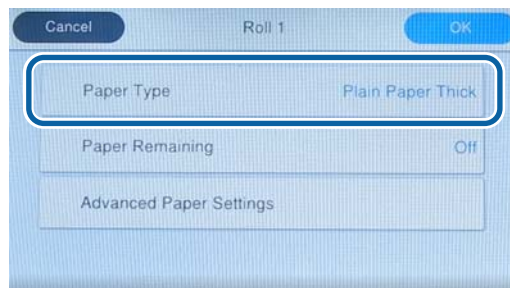 Cancel Roll 1 OK
Paper Type Plain Paper Thick
Paper Remaining Off
Advanced Paper Settings